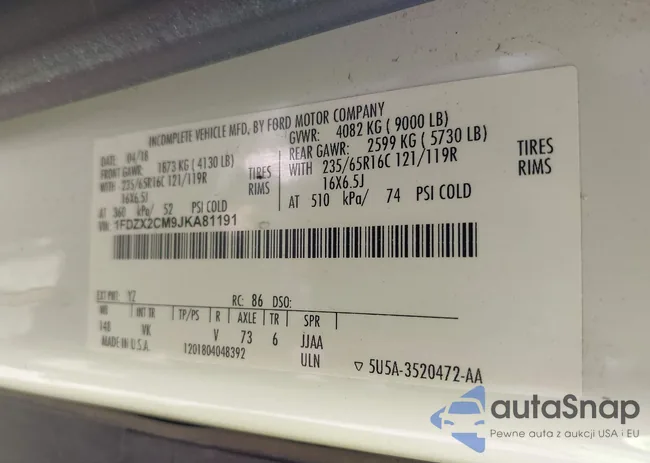 INCOMPLETE VEHICLE MFD. BY FORD MOTOR COMPANY
DATE: 04/18 GVWR: 4082 KG ( 9000 LB)
FRONT GAWR: 1873 KG ( 4130 LB) REAR GAWR: 2599 KG ( 5730 LB)
WITH 235/65R16C 121/119R TIRES WITH 235/65R16C 121/119R TIRES
16X6.5J RIMS 16X6.5J RIMS
AT 360 kPa/ 52 PSI COLD AT 510 kPa/ 74 PSI COLD
VIN: 1FDZX2CM9JKA81191
EXT PNT: YZ RC: 86 DSO:
WB INT TR TP/PS R AXLE TR SPR
148 VK V 73 6 JJAA
MADE IN U.S.A. 1201804048392 ULN ▽ 5U5A-3520472-AA
autaSnap
Pewne auta z aukcji USA i EU